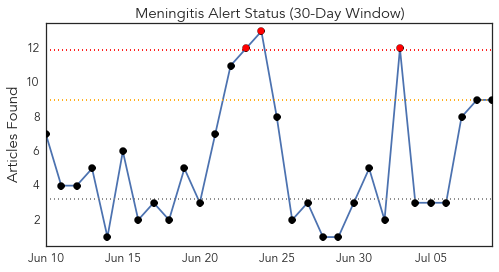 Meningitis Alert Status (30-Day Window)
Articles Found
12
10
8
6
4
2
Jun 10
Jun 15
Jun 20
Jun 25
Jun 30
Jul 05